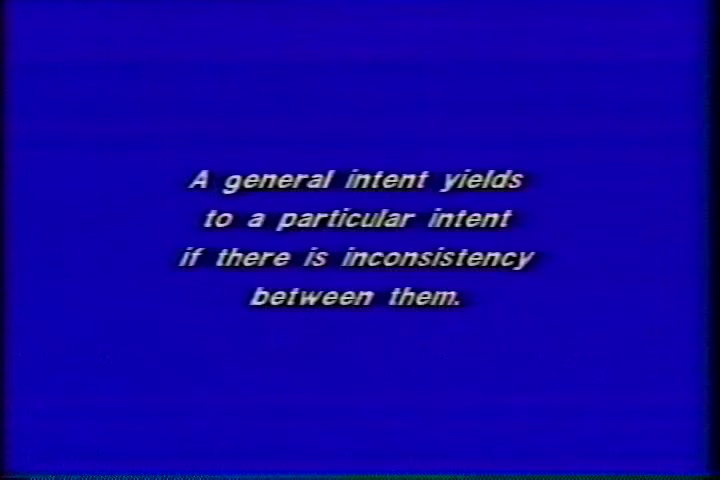 A general intent yields
to a particular intent
if there is inconsistency
between them.